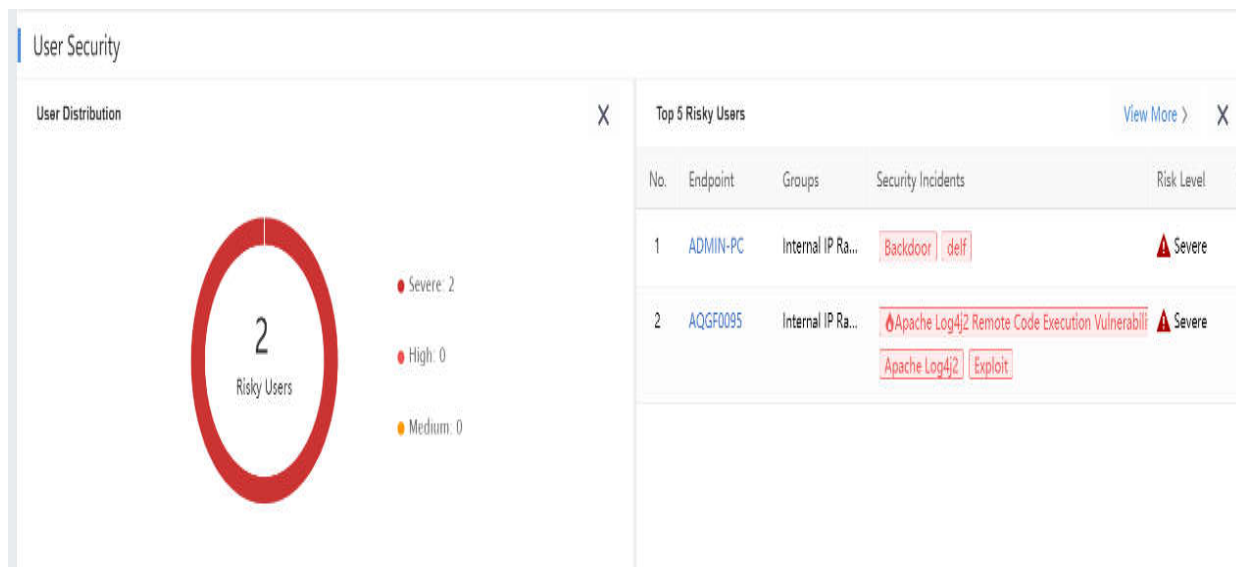 User Security
User Distribution
X
2
Risky Users
Severe: 2
High: 0
Medium: 0
Top 5 Risky Users
View More >
X
No. Endpoint Groups Security Incidents Risk Level
1 ADMIN-PC Internal IP Ra... Backdoor delf Severe
2 AQGF0095 Internal IP Ra... Apache Log4j2 Remote Code Execution Vulnerabili Severe
Apache Log4j2 Exploit